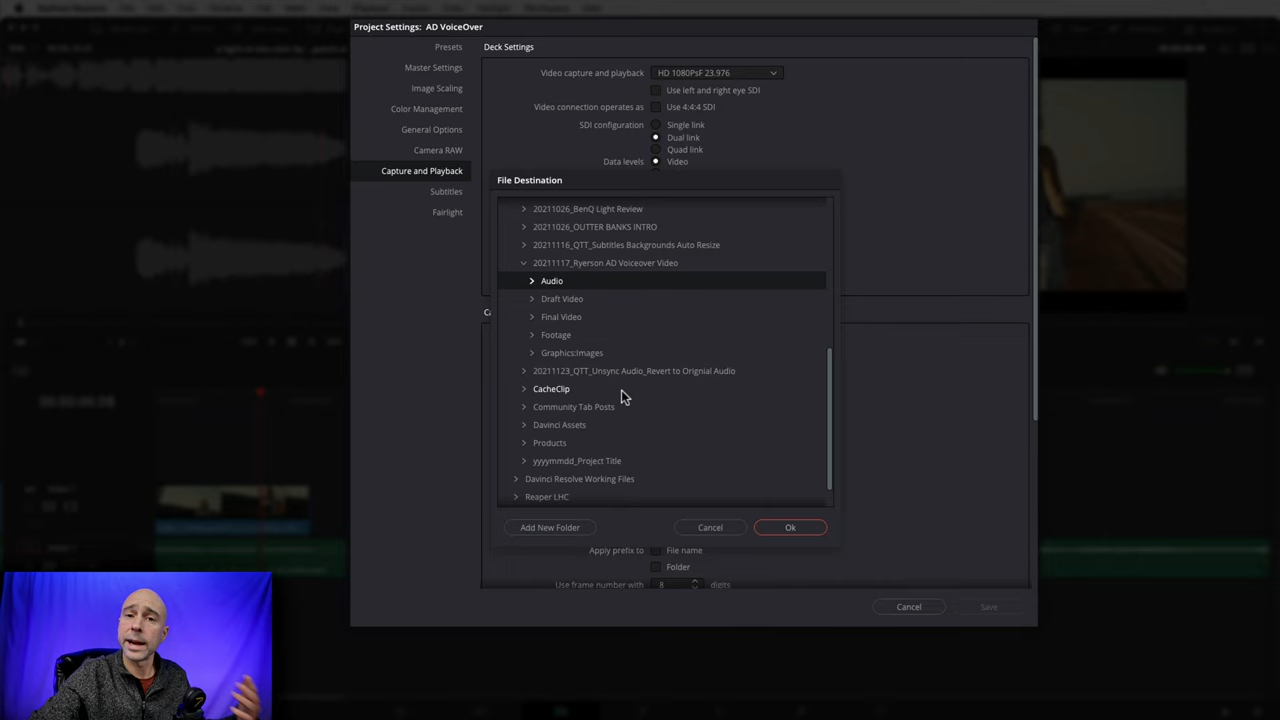 Project Settings: AD VoiceOver
Presets
Master Settings
Image Scaling
Color Management
General Options
Camera RAW
Capture and Playback
Subtitles
Fairlight
Deck Settings
Video capture and playback HD 1080PsF 23.976
Use left and right eye SDI
Video connection operates as Use 4:4:4 SDI
SDI configuration Single link
Dual link
Quad link
Data levels Video
File Destination
20211026_BenQ Light Review
20211026_OUTTER BANKS INTRO
20211116_QTT_Subtitles Backgrounds Auto Resize
20211117_Ryerson AD Voiceover Video
Audio
Draft Video
Final Video
Footage
Graphics:Images
20211123_QTT_Unsync Audio_Revert to Orignial Audio
CacheClip
Community Tab Posts
Davinci Assets
Products
yyyymmdd_Project Title
Davinci Resolve Working Files
Reaper LHC
Add New Folder Cancel Ok
Apply prefix to File name
Folder
Use frame number with 8 digits
Cancel Save